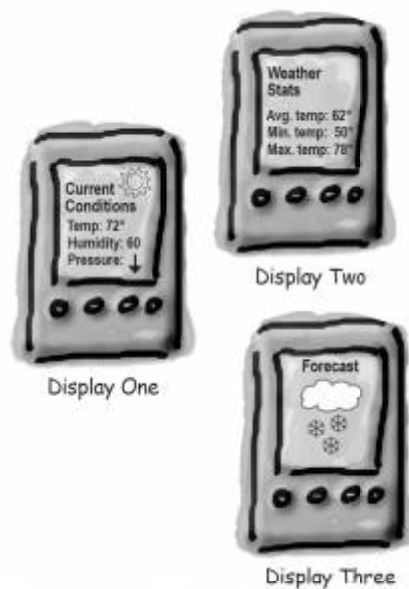 Current
Conditions
Temp: 72°
Humidity: 60
Pressure:
Display One
Weather
Stats
Avg. temp: 62°
Min. temp: 50°
Max. temp: 78°
Display Two
Forecast
Display Three